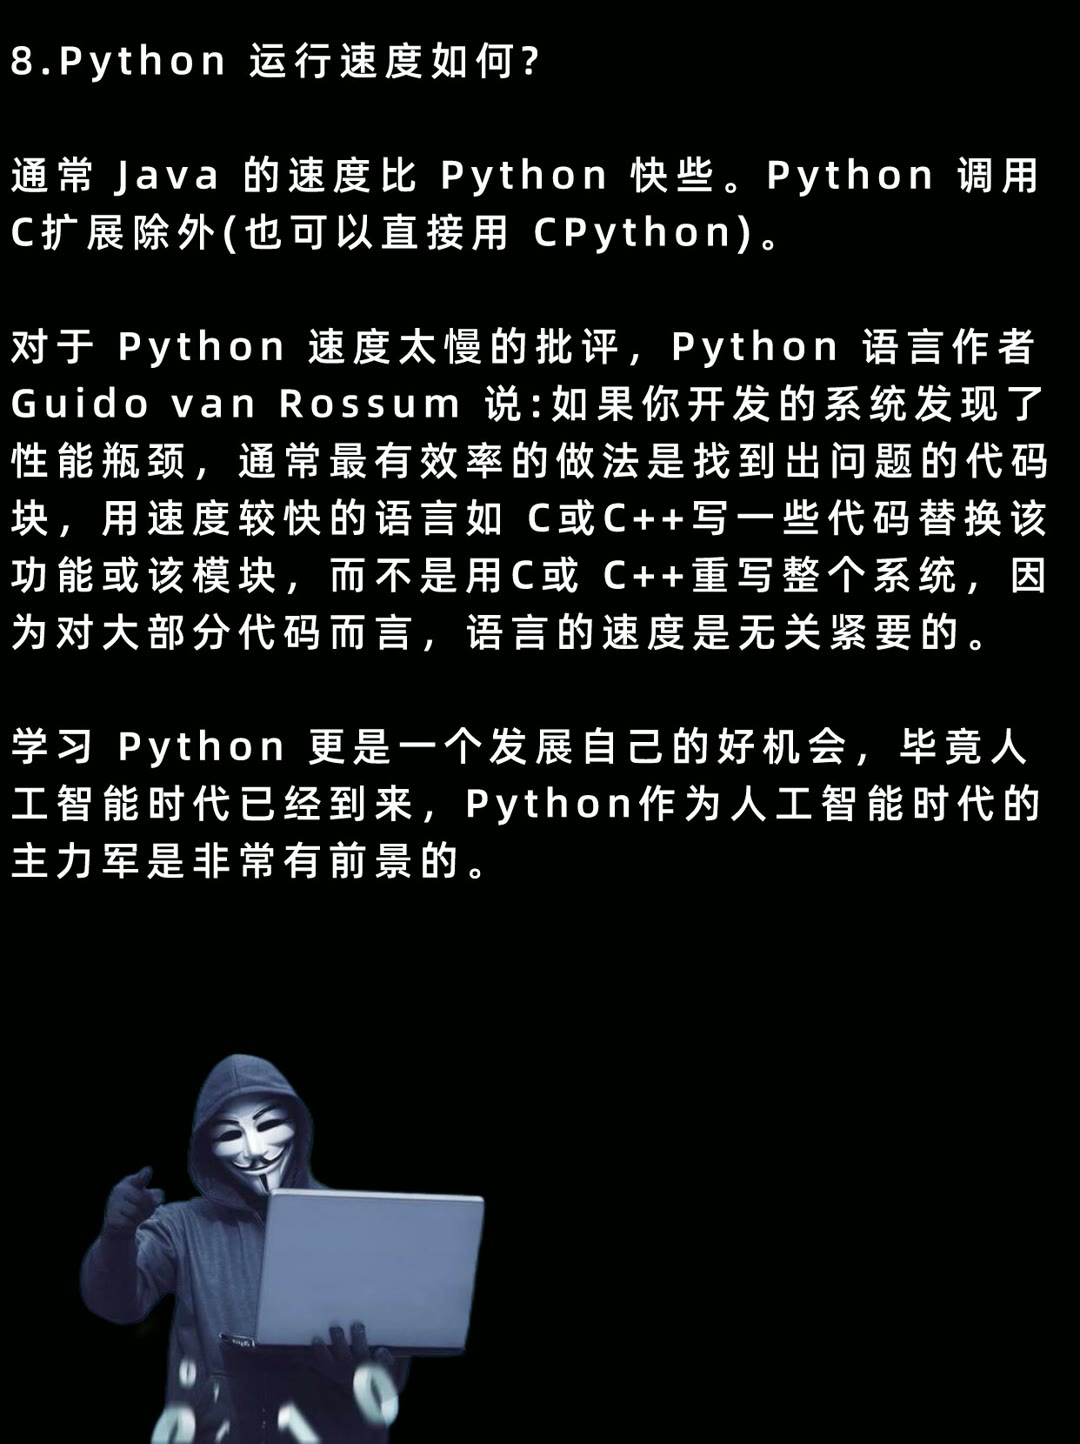 8.Python 运行速度如何?
通常 Java 的速度比 Python 快些。Python 调用
C扩展除外(也可以直接用 CPython)。
对于 Python 速度太慢的批评，Python 语言作者
Guido van Rossum 说:如果你开发的系统发现了
性能瓶颈，通常最有效率的做法是找到出问题的代码
块，用速度较快的语言如 C或C++写一些代码替换该
功能或该模块，而不是用C或 C++重写整个系统，因
为对大部分代码而言，语言的速度是无关紧要的。
学习 Python 更是一个发展自己的好机会，毕竟人
工智能时代已经到来，Python作为人工智能时代的
主力军是非常有前景的。